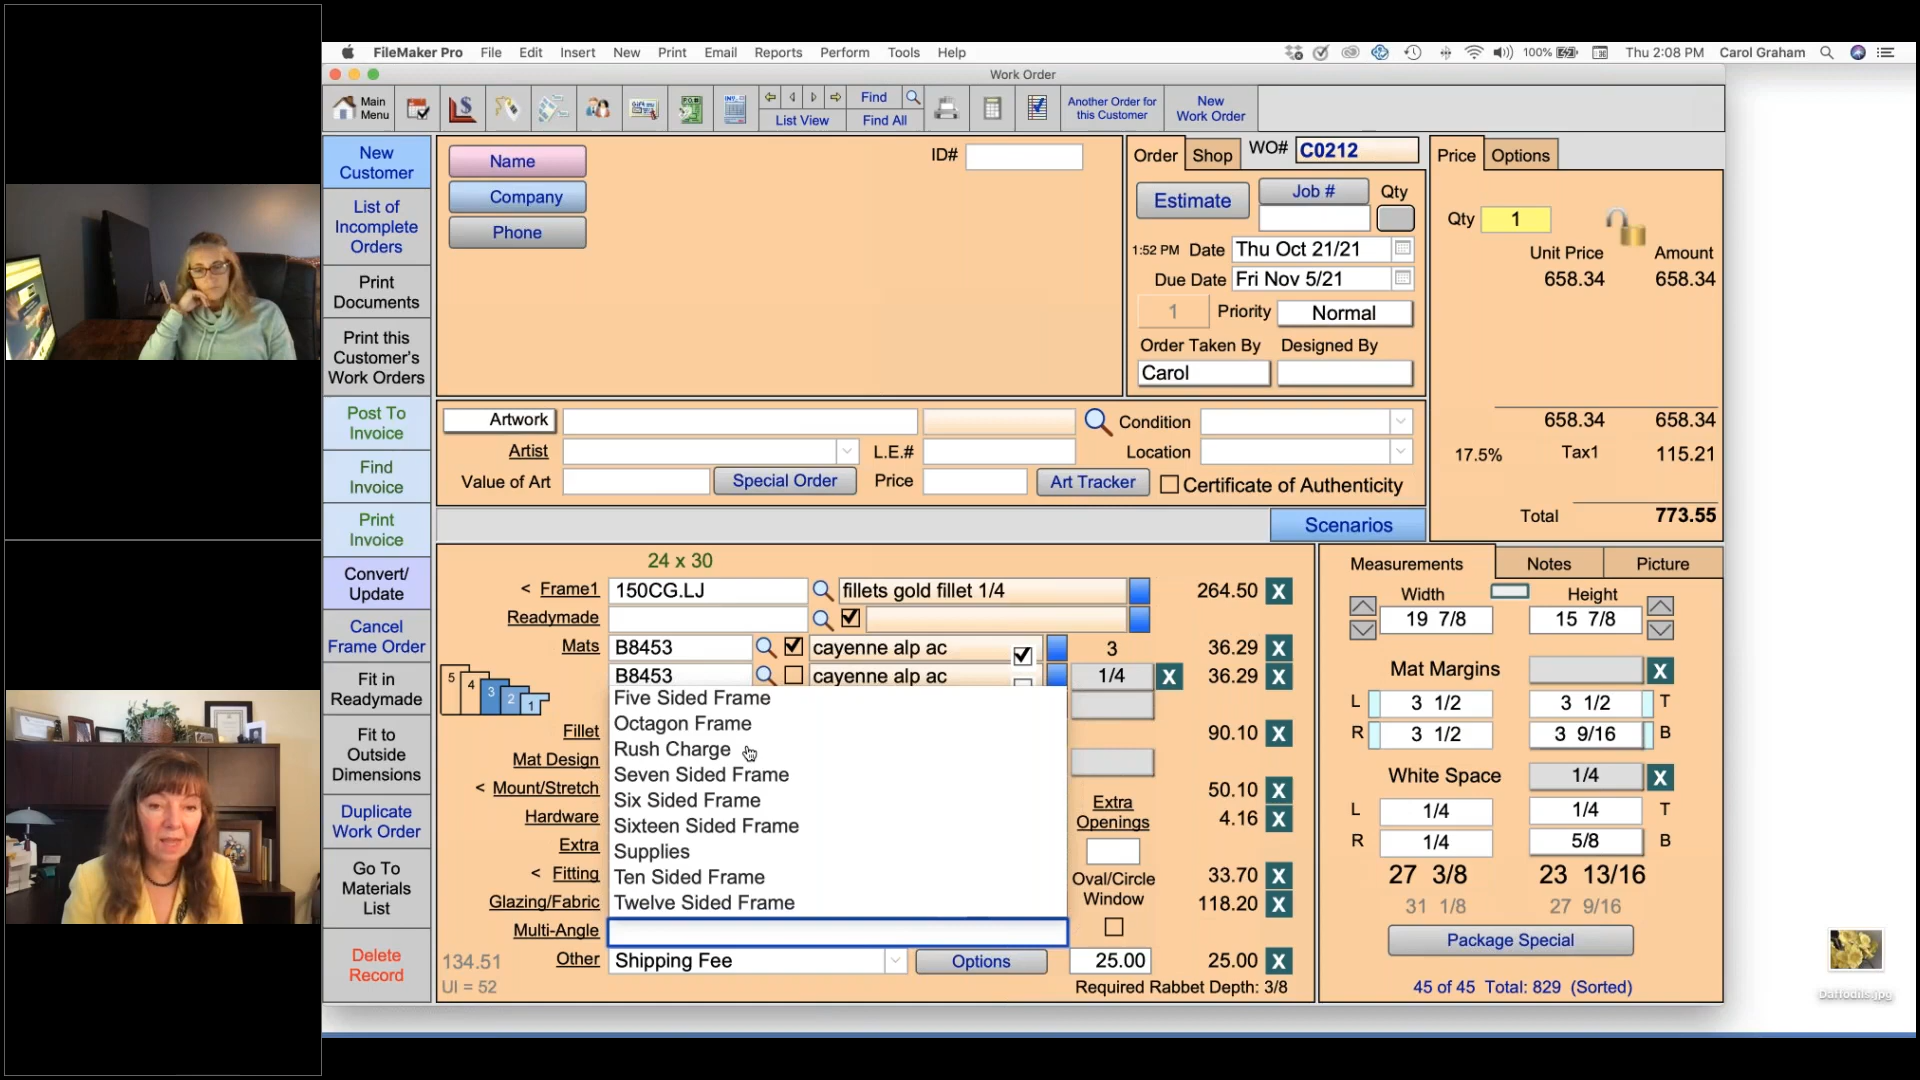 FileMaker Pro File Edit Insert New Print Email Reports Perform Tools Help
100% Thu 2:08 PM Carol Graham
Work Order
Main Menu
Find
List View
Find All
Another Order for this Customer
New Work Order
New Customer
List of Incomplete Orders
Print Documents
Print this Customer's Work Orders
Post To Invoice
Find Invoice
Print Invoice
Convert/ Update
Cancel Frame Order
Fit in Readymade
Fit to Outside Dimensions
Duplicate Work Order
Go To Materials List
Delete Record
Name
Company
Phone
ID#
Order Shop WO# C0212
Estimate Job # Qty
1:52 PM Date Thu Oct 21/21
Due Date Fri Nov 5/21
1 Priority Normal
Order Taken By Designed By
Carol
Price Options
Qty 1
Unit Price Amount
658.34 658.34
658.34 658.34
17.5% Tax1 115.21
Total 773.55
Artwork Condition
Artist L.E.# Location
Value of Art Special Order Price Art Tracker Certificate of Authenticity
Scenarios
24 x 30
< Frame1 150CG.LJ fillets gold fillet 1/4 264.50 X
Readymade
Mats B8453 cayenne alp ac 3 36.29 X
B8453 cayenne alp ac 1/4 X 36.29 X
5 4 3 2 1
Five Sided Frame
Octagon Frame
Rush Charge
Seven Sided Frame
Six Sided Frame
Sixteen Sided Frame
Supplies
Ten Sided Frame
Twelve Sided Frame
Fillet 90.10 X
Mat Design
< Mount/Stretch 50.10 X
Hardware 4.16 X
Extra
< Fitting 33.70 X
Glazing/Fabric 118.20 X
Multi-Angle
Extra Openings
Oval/Circle Window
134.51 Other Shipping Fee Options 25.00 25.00 X
UI = 52 Required Rabbet Depth: 3/8
Measurements Notes Picture
Width Height
19 7/8 15 7/8
Mat Margins X
L 3 1/2 3 1/2 T
R 3 1/2 3 9/16 B
White Space 1/4 X
L 1/4 1/4 T
R 1/4 5/8 B
27 3/8 23 13/16
31 1/8 27 9/16
Package Special
45 of 45 Total: 829 (Sorted)
Daffodils.jpg